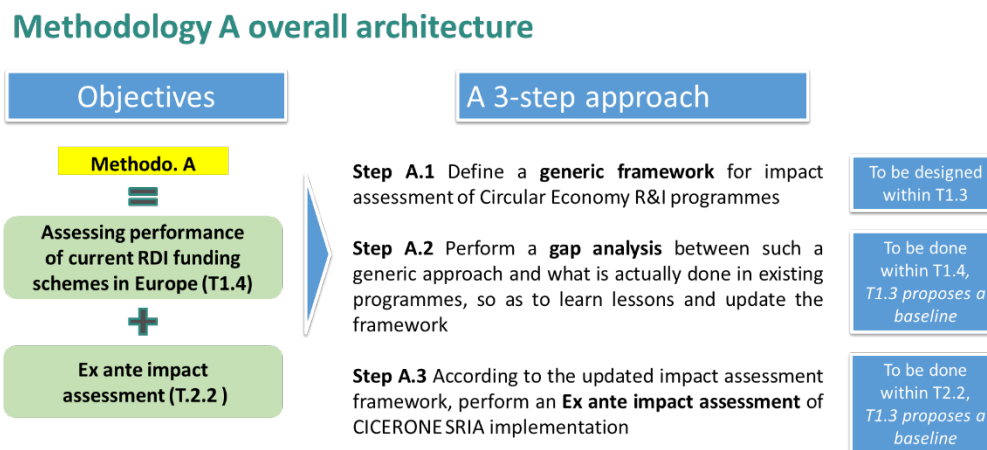 Methodology A overall architecture
Objectives
A 3-step approach
Methodo. A
=
Assessing performance
of current RDI funding
schemes in Europe (T1.4)
+
Ex ante impact
assessment (T.2.2 )
Step A.1 Define a generic framework for impact
assessment of Circular Economy R&I programmes
To be designed
within T1.3
Step A.2 Perform a gap analysis between such a
generic approach and what is actually done in existing
programmes, so as to learn lessons and update the
framework
To be done
within T1.4,
T1.3 proposes a
baseline
Step A.3 According to the updated impact assessment
framework, perform an Ex ante impact assessment of
CICERONE SRIA implementation
To be done
within T2.2,
T1.3 proposes a
baseline